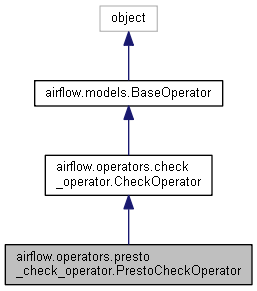 object
airflow.models.BaseOperator
airflow.operators.check
_operator.CheckOperator
airflow.operators.presto
_check_operator.PrestoCheckOperator